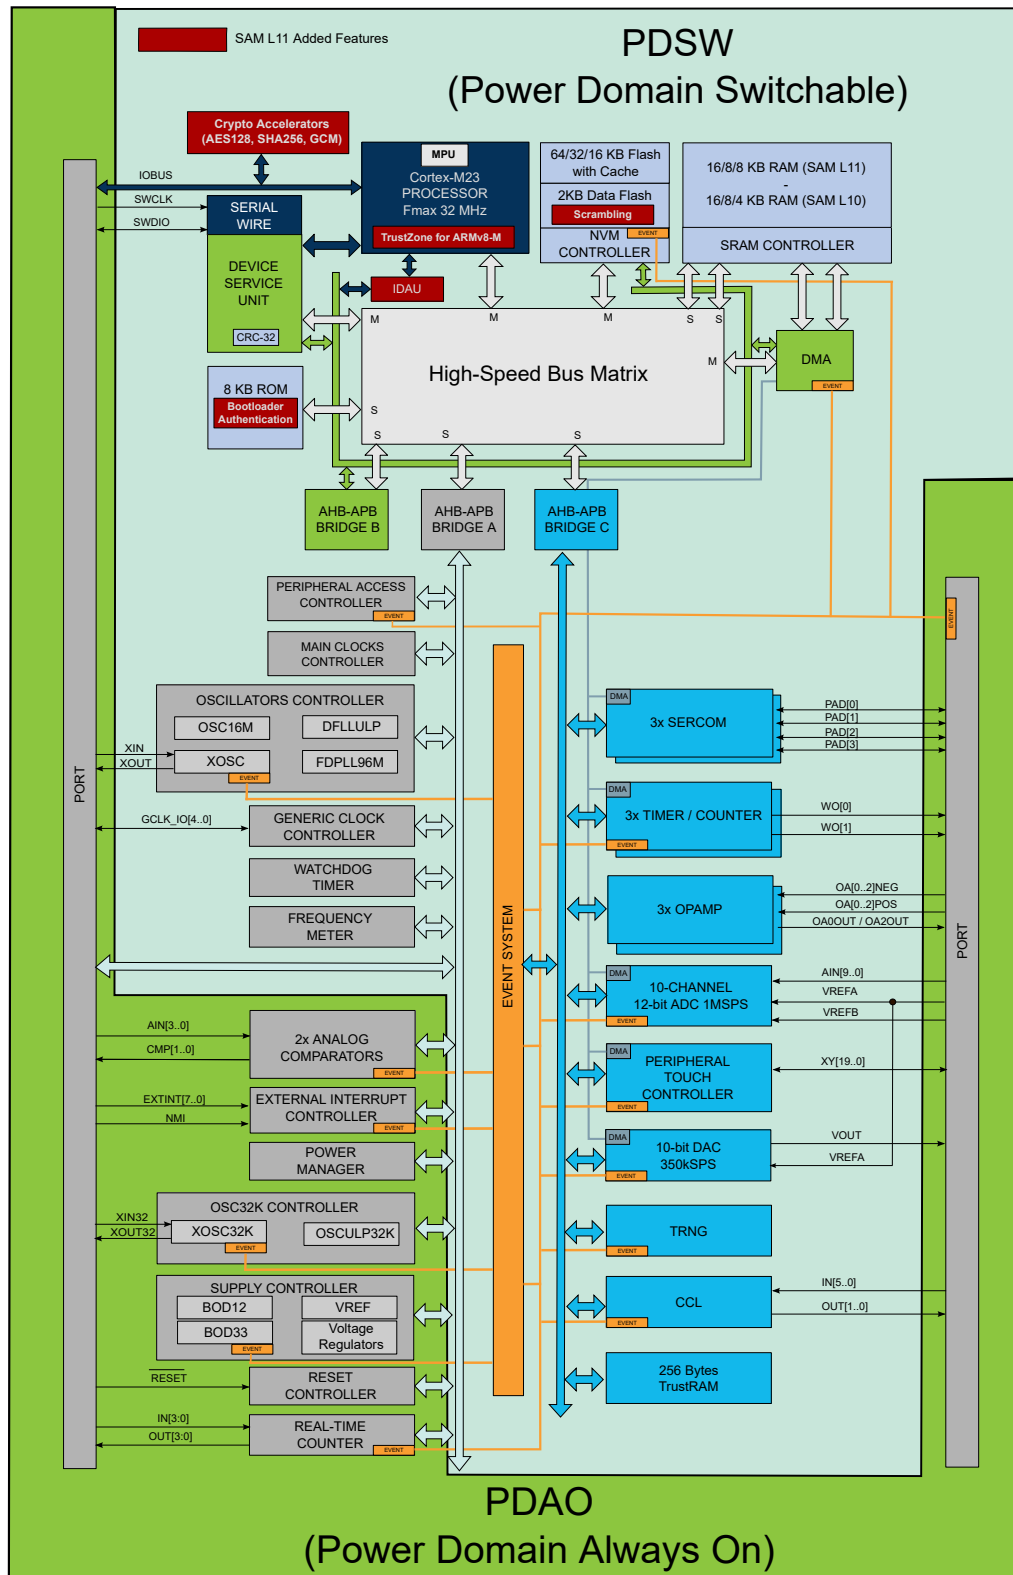 SAM L11 Added Features
PDSW
(Power Domain Switchable)
Crypto Accelerators
(AES128, SHA256, GCM)
IOBUS
SWCLK
SWDIO
SERIAL
WIRE
DEVICE
SERVICE
UNIT
CRC-32
MPU
Cortex-M23
PROCESSOR
Fmax 32 MHz
TrustZone for ARMv8-M
IDAU
64/32/16 KB Flash
with Cache
2KB Data Flash
Scrambling
EVENT
NVM
CONTROLLER
16/8/8 KB RAM (SAM L11)
-
16/8/4 KB RAM (SAM L10)
SRAM CONTROLLER
M
M
M
S
S
High-Speed Bus Matrix
M
S
S
S
S
DMA
EVENT
8 KB ROM
Bootloader
Authentication
AHB-APB
BRIDGE B
AHB-APB
BRIDGE A
AHB-APB
BRIDGE C
PORT
PERIPHERAL ACCESS
CONTROLLER
EVENT
MAIN CLOCKS
CONTROLLER
OSCILLATORS CONTROLLER
OSC16M
DFLLULP
XOSC
FDPLL96M
EVENT
XIN
XOUT
GCLK_IO[4..0]
GENERIC CLOCK
CONTROLLER
WATCHDOG
TIMER
FREQUENCY
METER
EVENT SYSTEM
AIN[3..0]
CMP[1..0]
2x ANALOG
COMPARATORS
EVENT
EXTINT[7..0]
NMI
EXTERNAL INTERRUPT
CONTROLLER
EVENT
POWER
MANAGER
OSC32K CONTROLLER
XIN32
XOUT32
XOSC32K
OSCULP32K
EVENT
SUPPLY CONTROLLER
BOD12
VREF
BOD33
Voltage
Regulators
EVENT
RESET
RESET
CONTROLLER
IN[3:0]
OUT[3:0]
REAL-TIME
COUNTER
EVENT
EVENT
PORT
DMA
3x SERCOM
PAD[0]
PAD[1]
PAD[2]
PAD[3]
DMA
3x TIMER / COUNTER
EVENT
WO[0]
WO[1]
3x OPAMP
OA[0..2]NEG
OA[0..2]POS
OA0OUT / OA2OUT
DMA
10-CHANNEL
12-bit ADC 1MSPS
EVENT
AIN[9..0]
VREFA
VREFB
DMA
PERIPHERAL
TOUCH
CONTROLLER
EVENT
XY[19..0]
DMA
10-bit DAC
350kSPS
EVENT
VOUT
VREFA
TRNG
EVENT
CCL
EVENT
IN[5..0]
OUT[1..0]
256 Bytes
TrustRAM
PDAO
(Power Domain Always On)